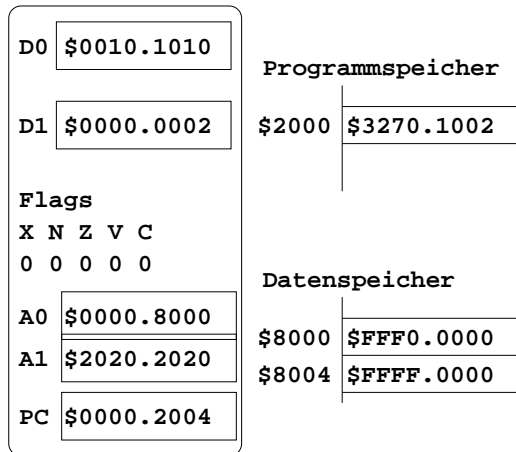 D0 $0010.1010
D1 $0000.0002
Flags
X N Z V C
0 0 0 0 0
A0 $0000.8000
A1 $2020.2020
PC $0000.2004
Programmspeicher
$2000 $3270.1002
Datenspeicher
$8000 $FFF0.0000
$8004 $FFFF.0000